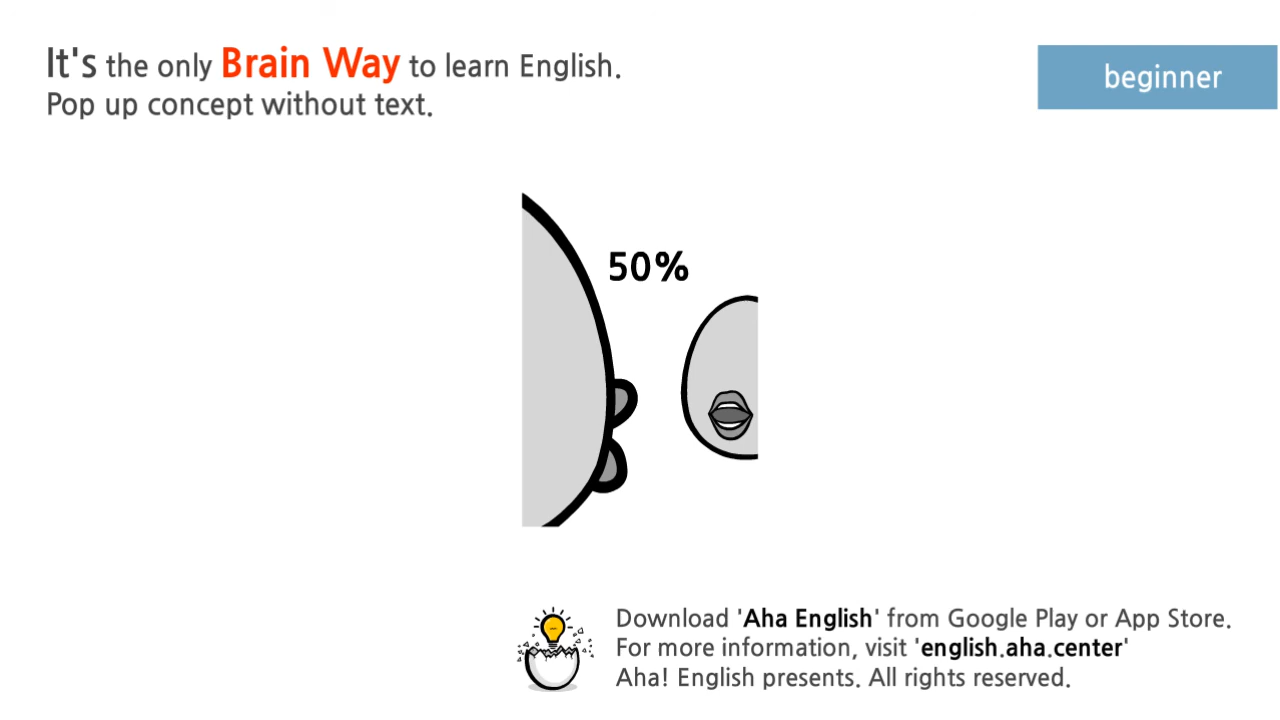 It's the only Brain Way to learn English.
Pop up concept without text.
beginner
50%
Download 'Aha English' from Google Play or App Store.
For more information, visit 'english.aha.center'
Aha! English presents. All rights reserved.